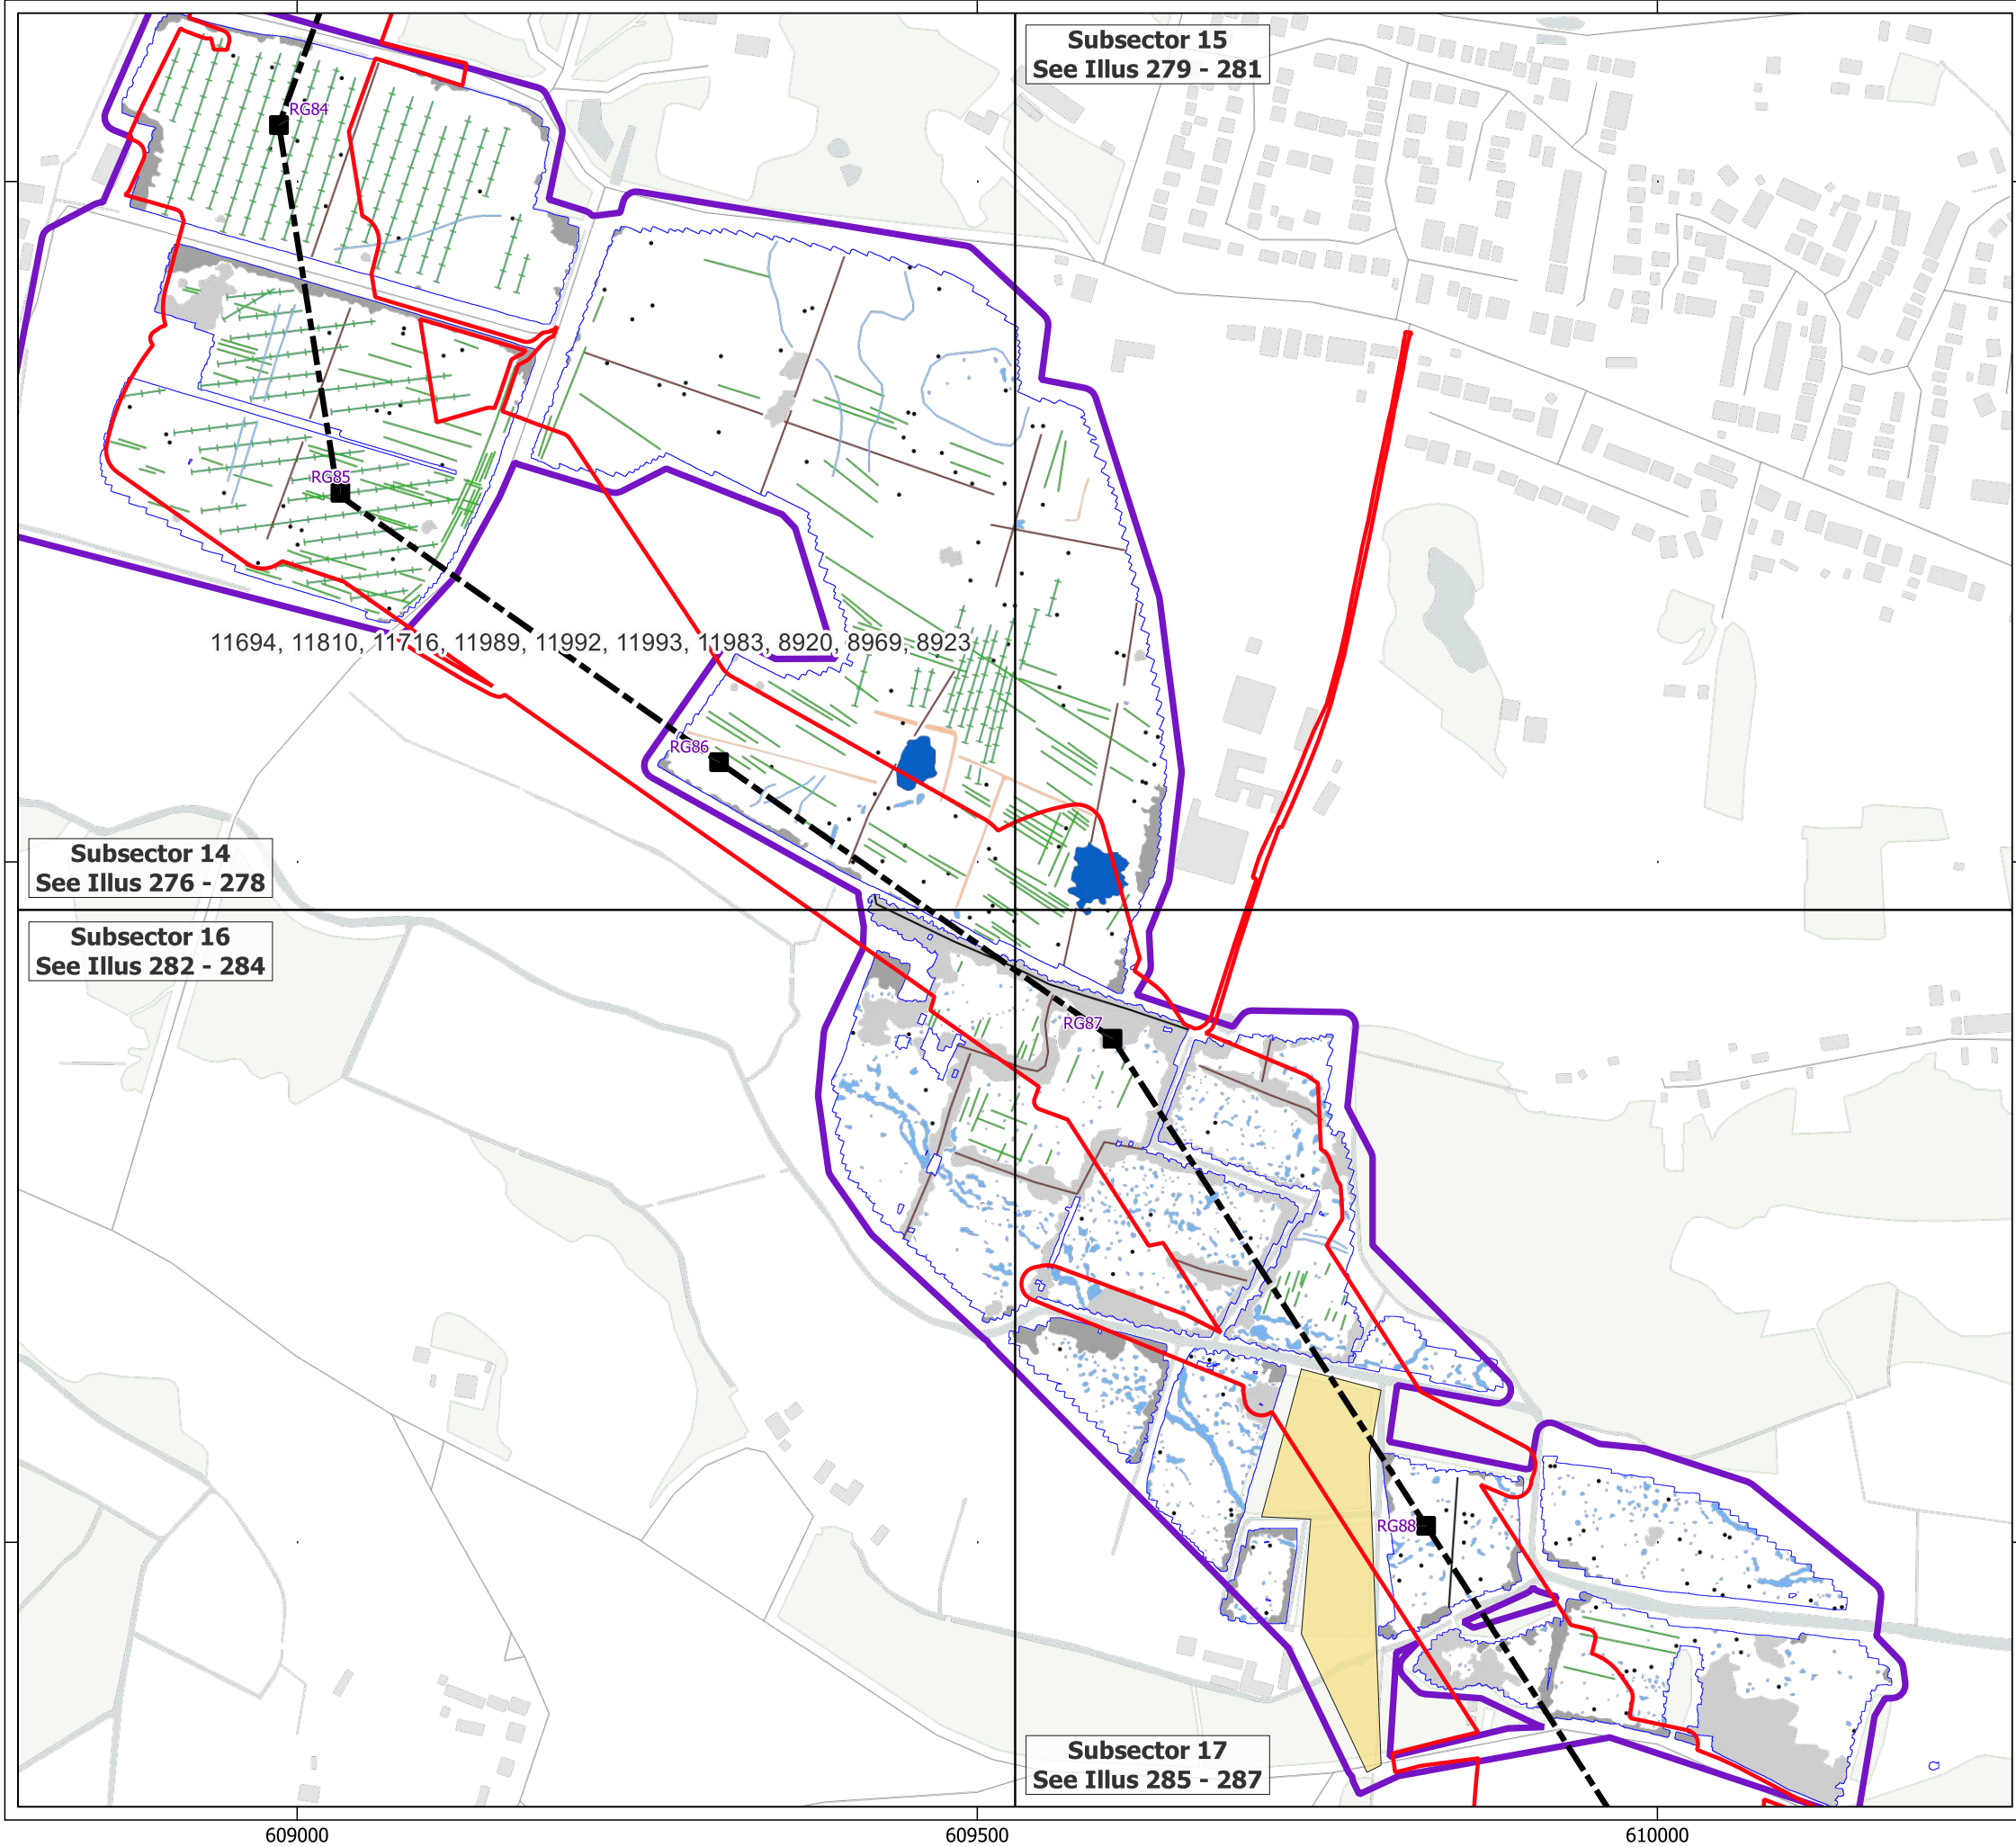 Subsector 15
See Illus 279 - 281
RG84
RG85
11694, 11810, 11716, 11989, 11992, 11993, 11983, 8920, 8969, 8923
RG86
Subsector 14
See Illus 276 - 278
Subsector 16
See Illus 282 - 284
RG87
RG88
Subsector 17
See Illus 285 - 287
609000
609500
610000